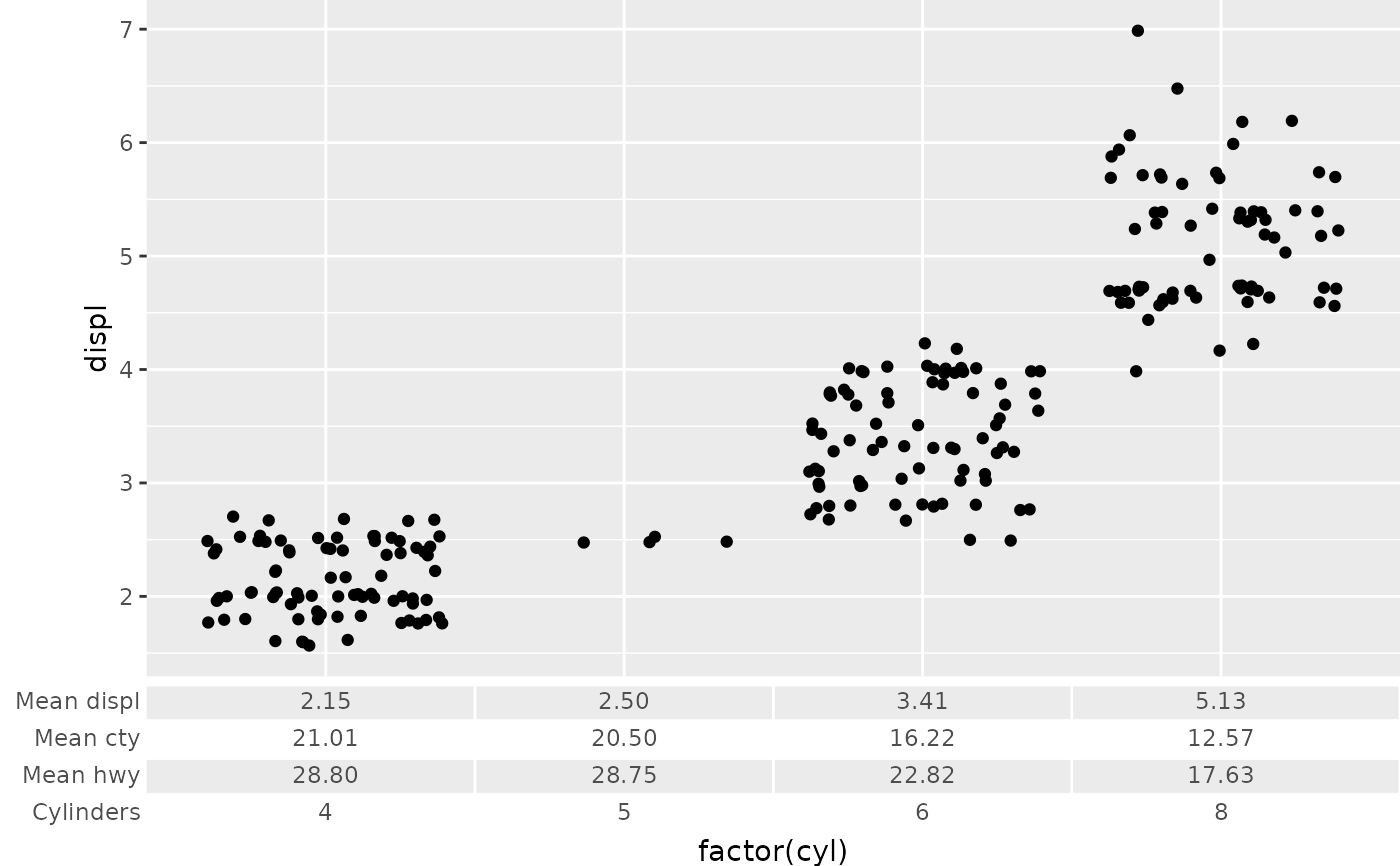 7
6
5
4
3
2
displ
Mean displ 2.15 2.50 3.41 5.13
Mean cty 21.01 20.50 16.22 12.57
Mean hwy 28.80 28.75 22.82 17.63
Cylinders 4 5 6 8
factor(cyl)